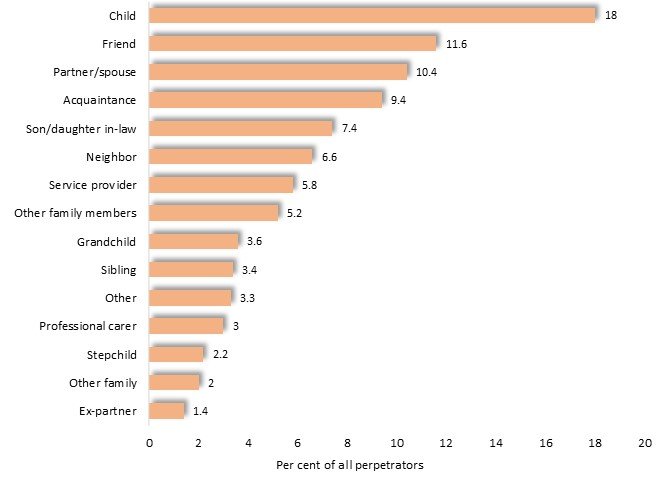 Child 18
Friend 11.6
Partner/spouse 10.4
Acquaintance 9.4
Son/daughter in-law 7.4
Neighbor 6.6
Service provider 5.8
Other family members 5.2
Grandchild 3.6
Sibling 3.4
Other 3.3
Professional carer 3
Stepchild 2.2
Other family 2
Ex-partner 1.4
0 2 4 6 8 10 12 14 16 18 20
Per cent of all perpetrators